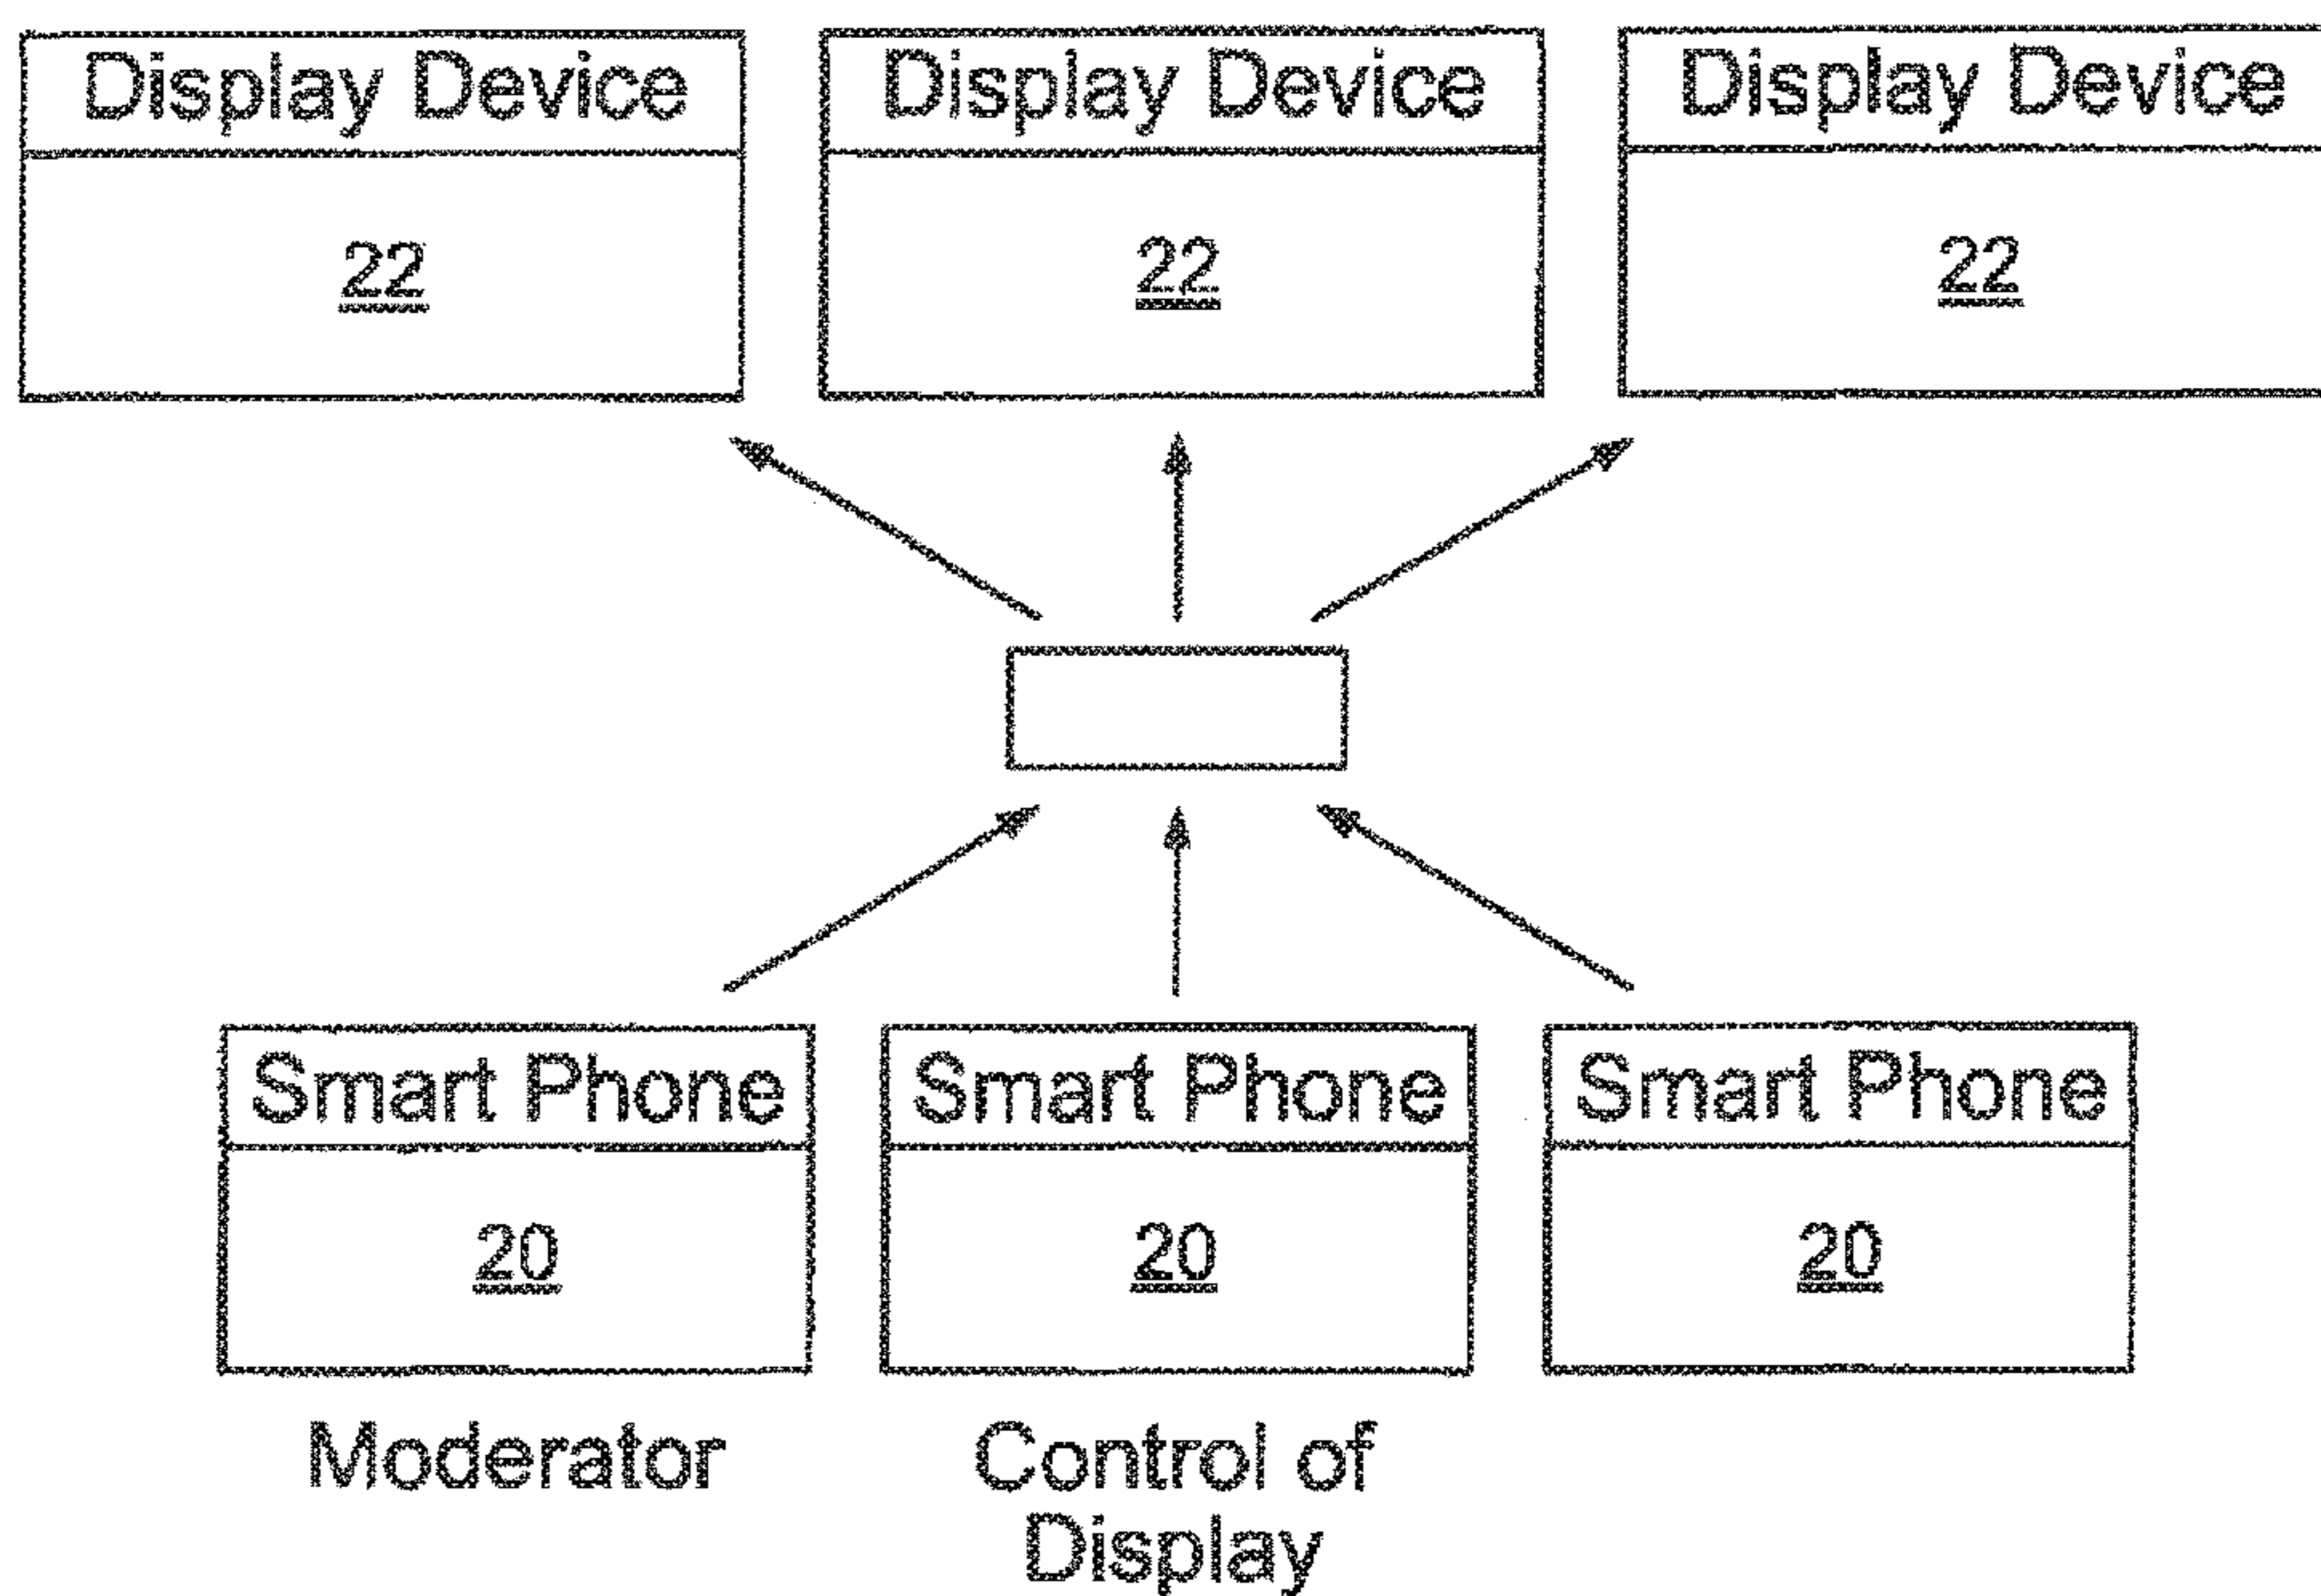 Display Device Display Device Display Device
22 22 22
Smart Phone Smart Phone Smart Phone
20 20 20
Moderator Control of
Display